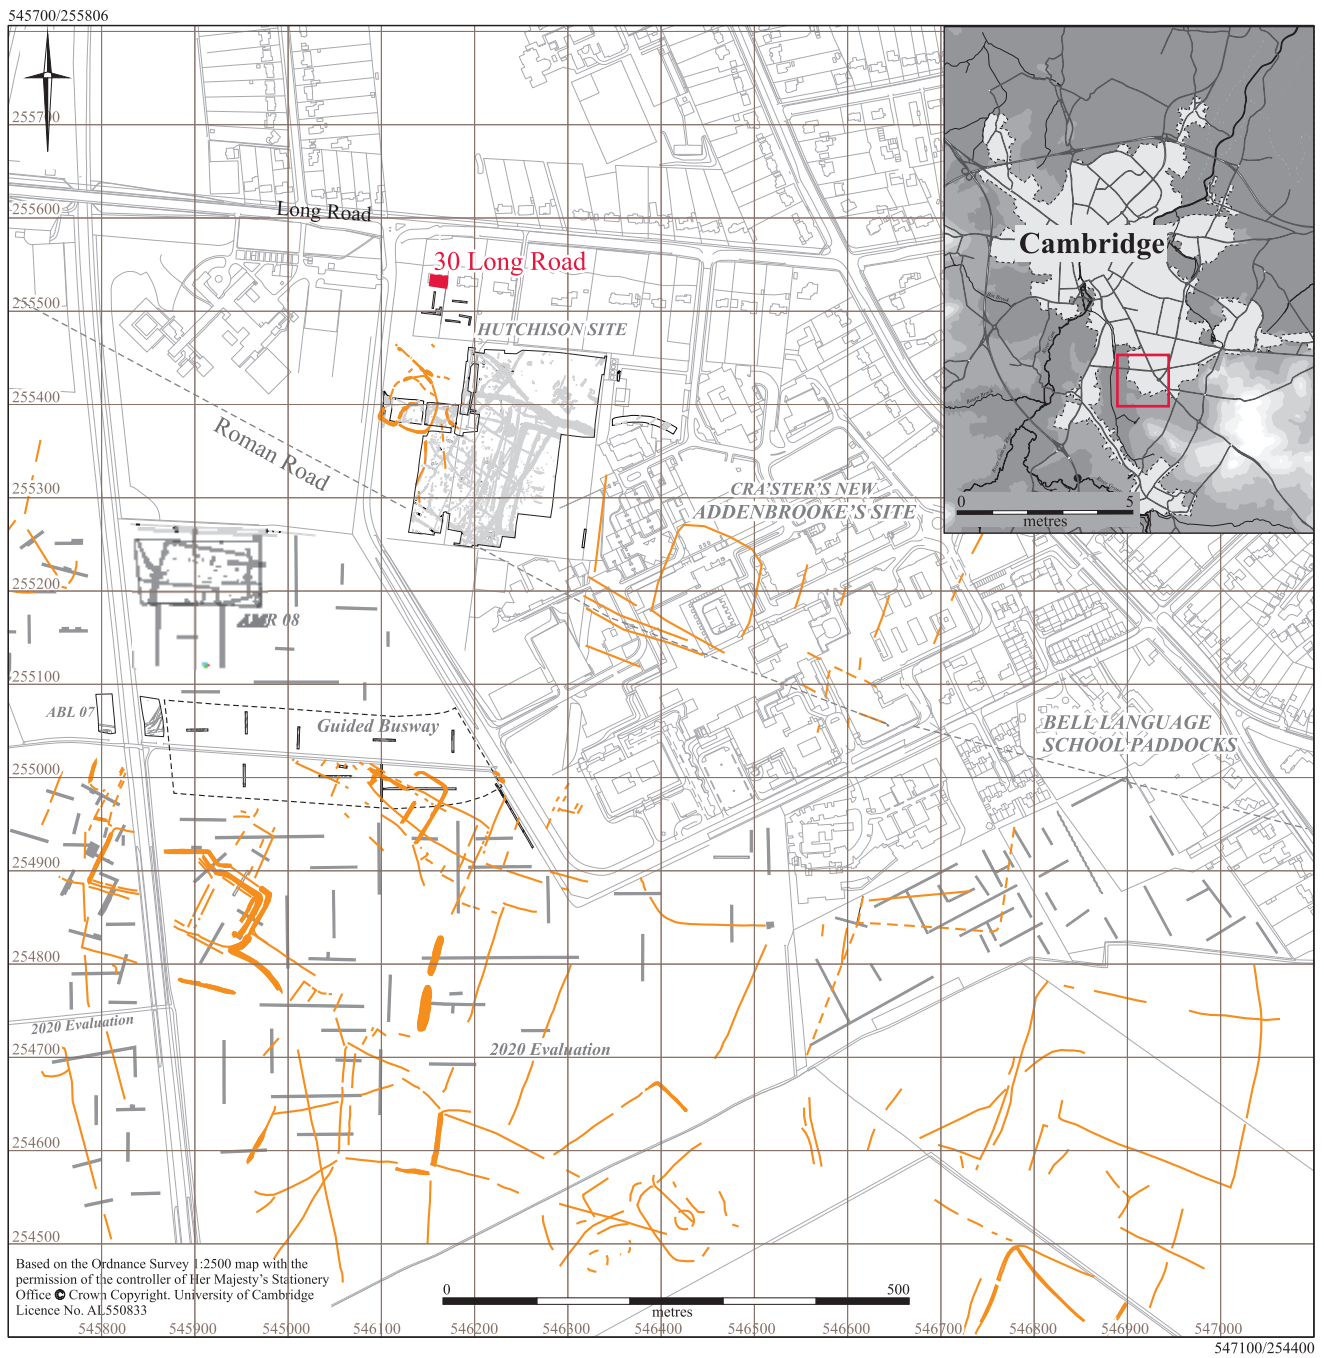 545700/255806
255700
255600
Long Road
30 Long Road
255500
HUTCHISON SITE
255400
Roman Road
255300
CRA'STER'S NEW
ADDENBROOKE'S SITE
255200
AMR 08
255100
ABL 07
Guided Busway
BELL LANGUAGE
SCHOOL PADDOCKS
255000
254900
254800
2020 Evaluation
2020 Evaluation
254700
254600
254500
Cambridge
0 5
metres
Based on the Ordnance Survey 1:2500 map with the
permission of the controller of Her Majesty's Stationery
Office © Crown Copyright. University of Cambridge
Licence No. AL550833
0 500
metres
545800 545900 545000 546100 546200 546300 546400 546500 546600 546700 546800 546900 547000
547100/254400